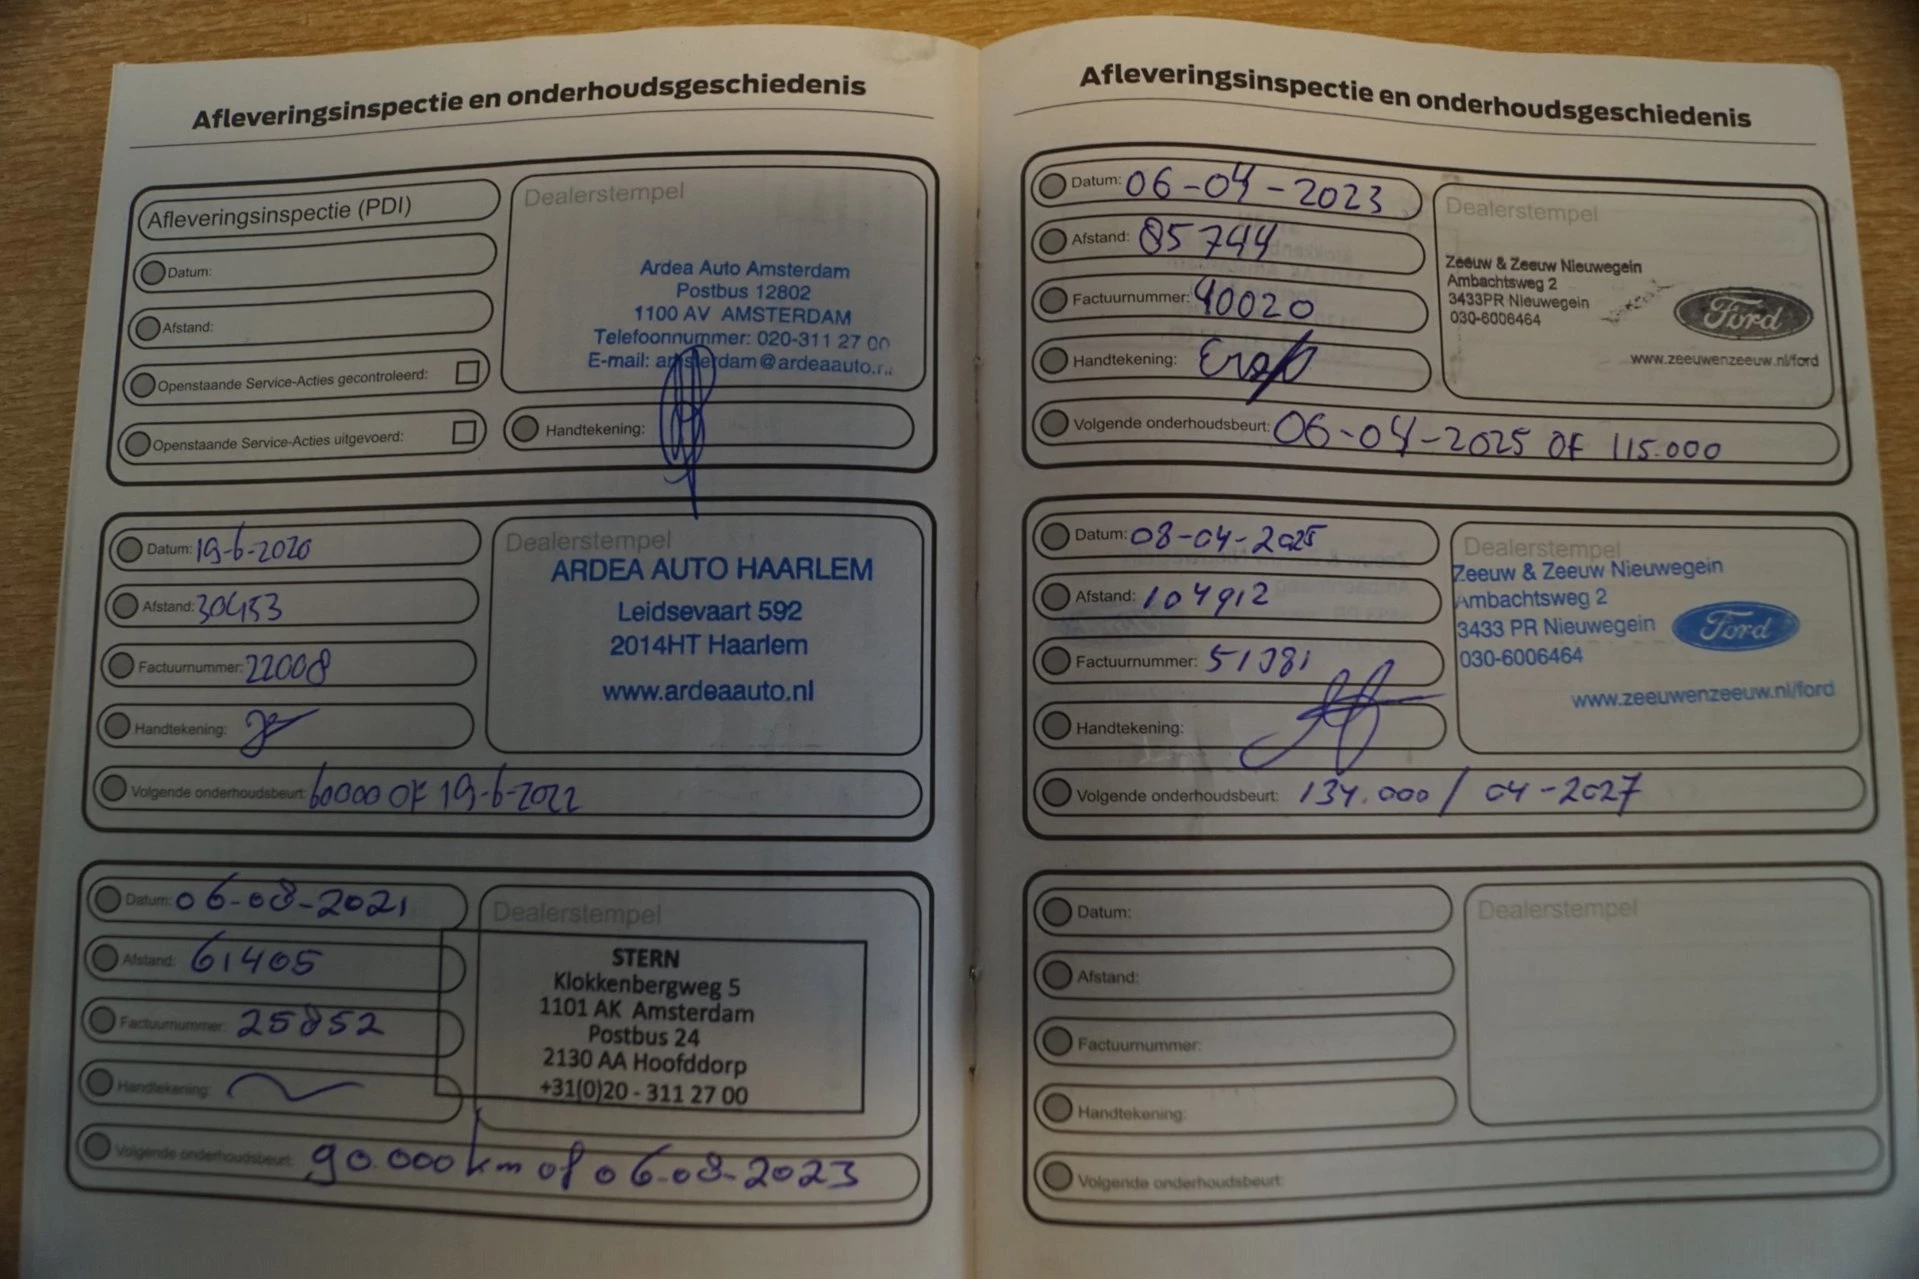 Afleveringsinspectie en onderhoudsgeschiedenis
Afleveringsinspectie (PDI)
Datum:
Afstand:
Openstaande Service-Acties gecontroleerd:
Openstaande Service-Acties uitgevoerd:
Dealerstempel
Ardea Auto Amsterdam
Postbus 12802
1100 AV AMSTERDAM
Telefoonnummer: 020-311 27 00
E-mail: amsterdam@ardeaauto.n
Handtekening:
Datum: 19-6-2020
Afstand: 30453
Factuurnummer: 22008
Handtekening:
Dealerstempel
ARDEA AUTO HAARLEM
Leidsevaart 592
2014HT Haarlem
www.ardeaauto.nl
Volgende onderhoudsbeurt: 60000 OF 19-6-2022
Datum: 06-08-2021
Afstand: 61405
Factuurnummer: 25852
Handtekening:
Dealerstempel
STERN
Klokkenbergweg 5
1101 AK Amsterdam
Postbus 24
2130 AA Hoofddorp
+31(0)20 - 311 27 00
Volgende onderhoudsbeurt: 90.000 km of 06-08-2023
Afleveringsinspectie en onderhoudsgeschiedenis
Datum: 06-04-2023
Afstand: 85744
Factuurnummer: 40020
Handtekening:
Dealerstempel
Zeeuw & Zeeuw Nieuwegein
Ambachtsweg 2
3433PR Nieuwegein
030-6006464
Ford
www.zeeuwenzeeuw.nl/ford
Volgende onderhoudsbeurt: 06-04-2025 OF 115.000
Datum: 08-04-2025
Afstand: 104912
Factuurnummer: 51981
Handtekening:
Dealerstempel
Zeeuw & Zeeuw Nieuwegein
Ambachtsweg 2
3433 PR Nieuwegein
030-6006464
Ford
www.zeeuwenzeeuw.nl/ford
Volgende onderhoudsbeurt: 134.000 / 04-2027
Datum:
Afstand:
Factuurnummer:
Handtekening:
Dealerstempel
Volgende onderhoudsbeurt: